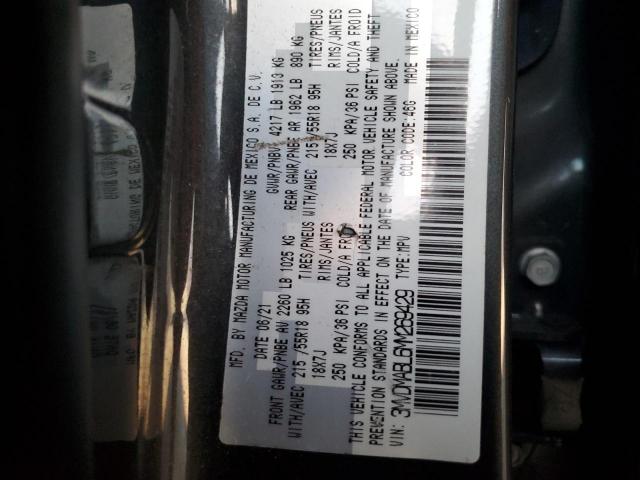 MFD. BY MAZDA MOTOR MANUFACTURING DE MEXICO S.A. DE C.V.
DATE 06/21 GVWR/PNBV 4217 LB 1913 KG
FRONT GAWR/PNBE AV 2260 LB 1025 KG REAR GAWR/PNBE AR 1962 LB 890 KG
WITH/AVEC 215 /55R18 95H TIRES/PNEUS WITH/AVEC 215 /55R18 95H TIRES/PNEUS
18X7J RIMS/JANTES 18X7J RIMS/JANTES
250 KPA/36 PSI COLD/A FROID 250 KPA/36 PSI COLD/A FROID
THIS VEHICLE CONFORMS TO ALL APPLICABLE FEDERAL MOTOR VEHICLE SAFETY AND THEFT
PREVENTION STANDARDS IN EFFECT ON THE DATE OF MANUFACTURE SHOWN ABOVE.
VIN: 3MVDMABL6MM289429 TYPE:MPV COLOR CODE:46G MADE IN MEXICO